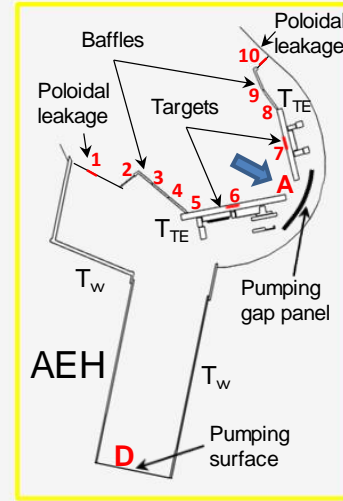 Poloidal
leakage
Baffles
10
Poloidal
leakage
9
T_TE
8
Targets
1
2
3
7
4
A
5
6
T_TE
T_w
Pumping
gap panel
AEH
T_w
D
Pumping
surface